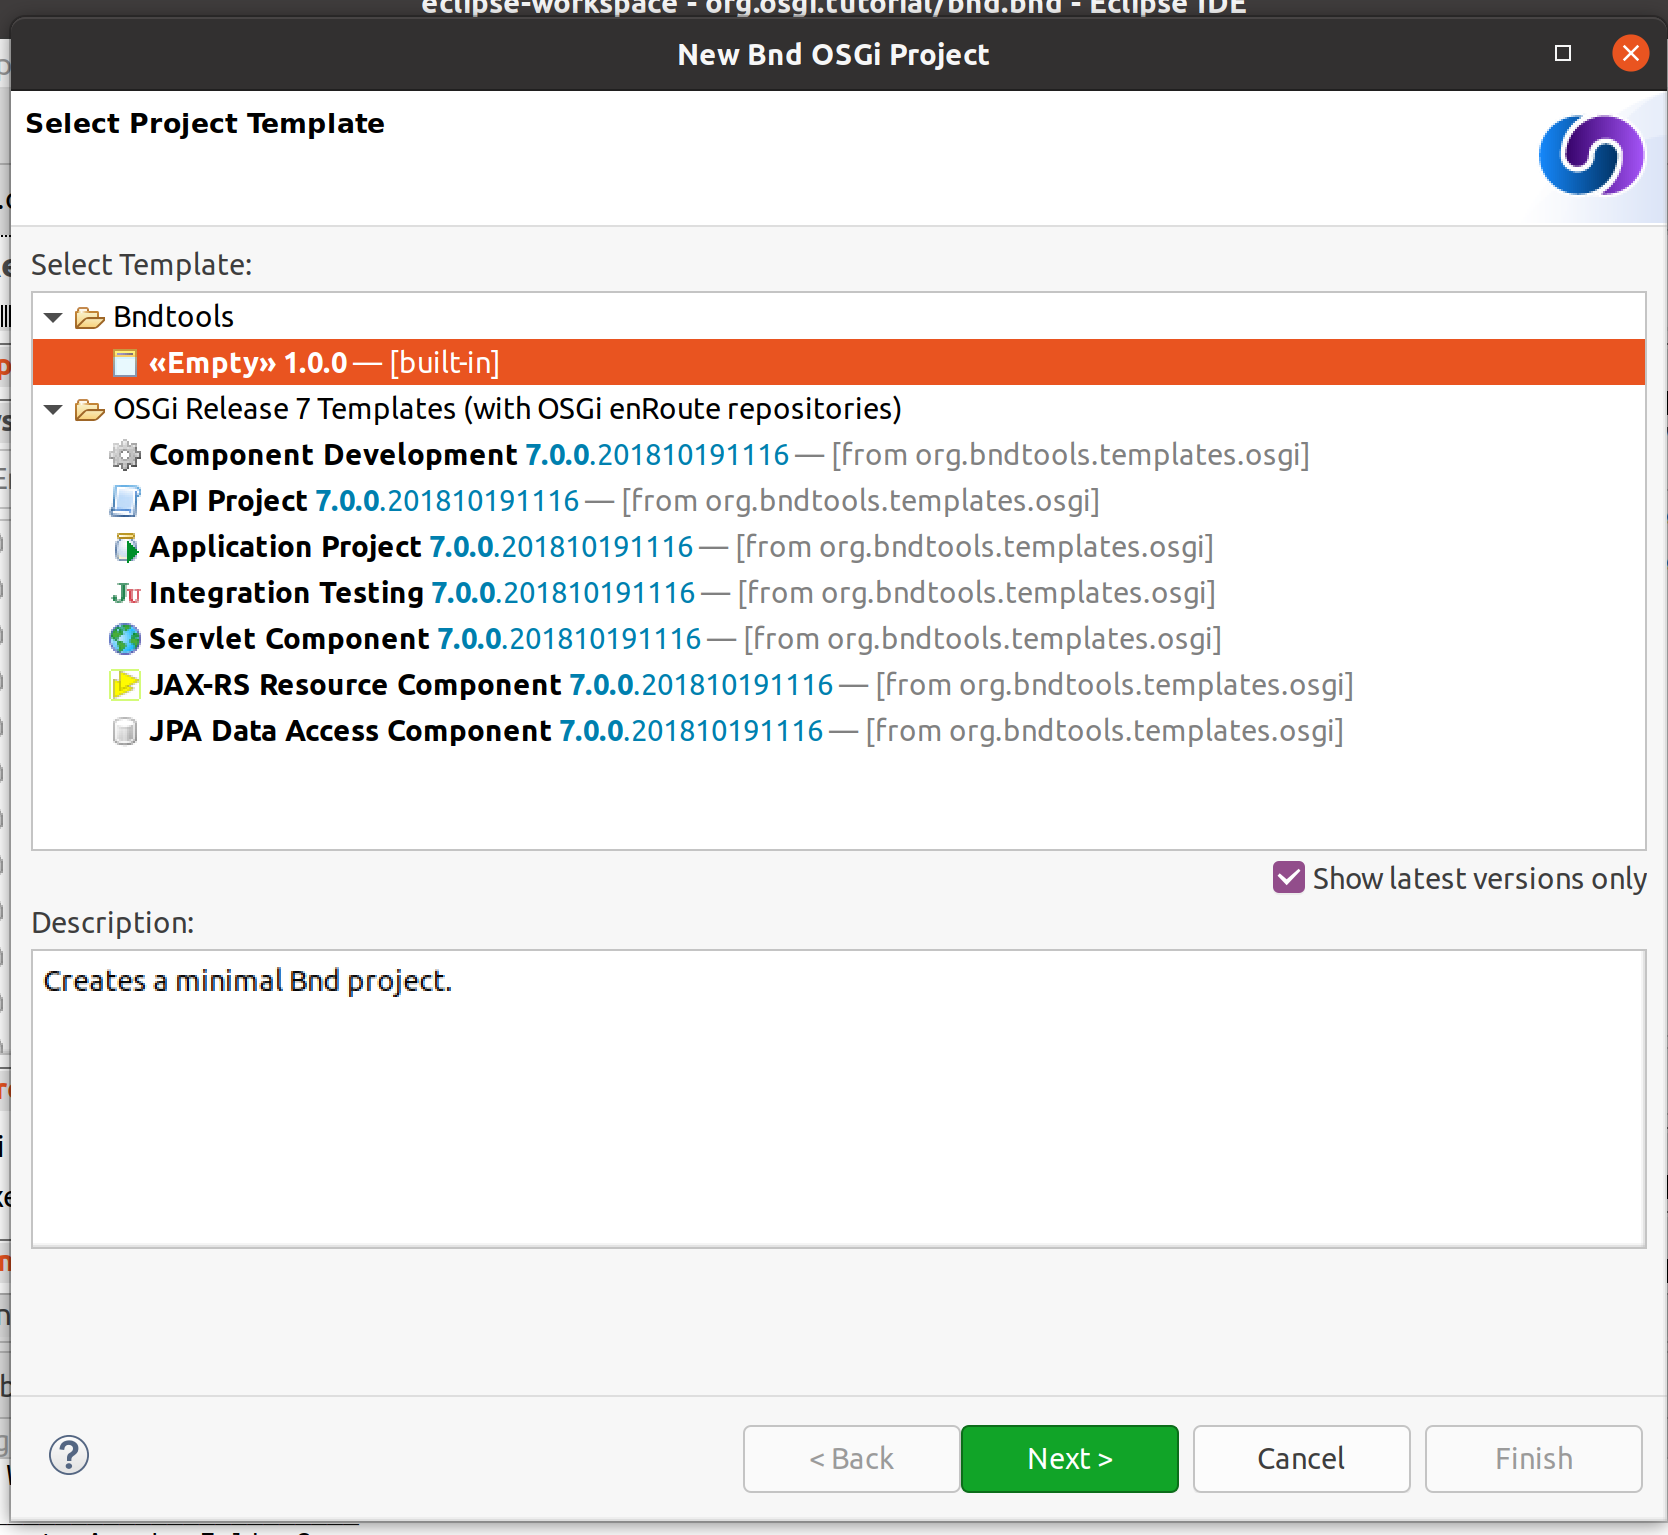 eclipse-workspace - org.osgi.tutorial/bnd.bnd - Eclipse IDE
New Bnd OSGi Project
Select Project Template
Select Template:
Bndtools
«Empty» 1.0.0 — [built-in]
OSGi Release 7 Templates (with OSGi enRoute repositories)
Component Development 7.0.0.201810191116 — [from org.bndtools.templates.osgi]
API Project 7.0.0.201810191116 — [from org.bndtools.templates.osgi]
Application Project 7.0.0.201810191116 — [from org.bndtools.templates.osgi]
Integration Testing 7.0.0.201810191116 — [from org.bndtools.templates.osgi]
Servlet Component 7.0.0.201810191116 — [from org.bndtools.templates.osgi]
JAX-RS Resource Component 7.0.0.201810191116 — [from org.bndtools.templates.osgi]
JPA Data Access Component 7.0.0.201810191116 — [from org.bndtools.templates.osgi]
Show latest versions only
Description:
Creates a minimal Bnd project.
< Back Next > Cancel Finish